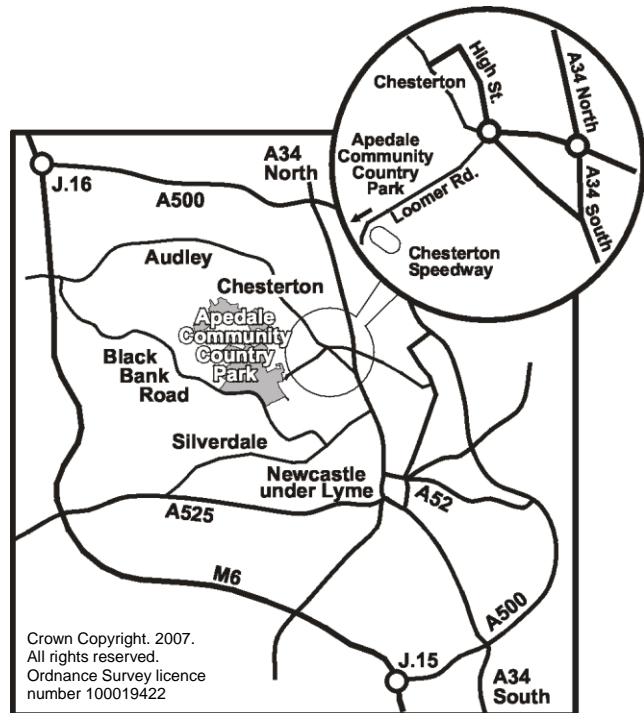 High St.
Chesterton
A34 North
Apedale
Community
Country
Park
Loomer Rd.
A34 South
Chesterton
Speedway
J.16
A500
A34
North
Audley
Chesterton
Apedale
Community
Country
Park
Black
Bank
Road
Silverdale
Newcastle
under Lyme
A52
A525
M6
A500
J.15
A34
South
Crown Copyright. 2007.
All rights reserved.
Ordnance Survey licence
number 100019422